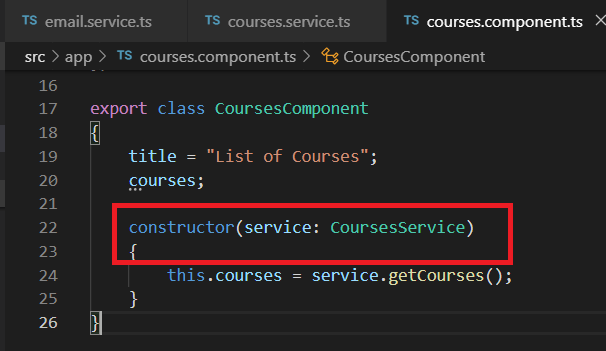 TS email.service.ts TS courses.service.ts TS courses.component.ts
src > app > TS courses.component.ts > CoursesComponent
16
17 export class CoursesComponent
18 {
19 title = "List of Courses";
20 courses;
21
22 constructor(service: CoursesService)
23 {
24 this.courses = service.getCourses();
25 }
26 }